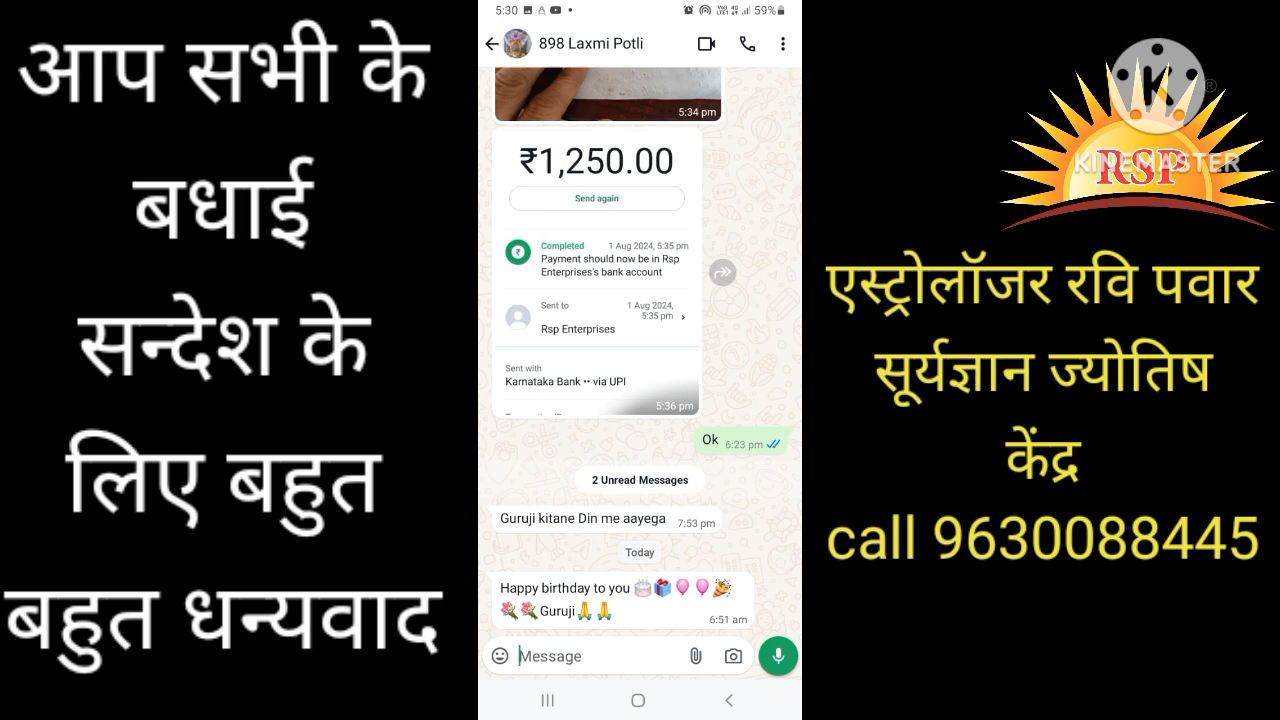 आप सभी के
बधाई
सन्देश के
लिए बहुत
बहुत धन्यवाद
5:30
59%
898 Laxmi Potli
5:34 pm
₹1,250.00
Send again
Completed 1 Aug 2024, 5:35 pm
Payment should now be in Rsp
Enterprises's bank account
Sent to 1 Aug 2024,
5:35 pm
Rsp Enterprises
Sent with
Karnataka Bank •• via UPI
5:36 pm
Ok 6:23 pm
2 Unread Messages
Guruji kitane Din me aayega 7:53 pm
Today
Happy birthday to you 🎂🎁🎈🎈🎉
💐💐Guruji🙏🙏 6:51 am
Message
K
®
KINEMASTER
RSP
एस्ट्रोलॉजर रवि पवार
सूर्यज्ञान ज्योतिष
केंद्र
call 9630088445